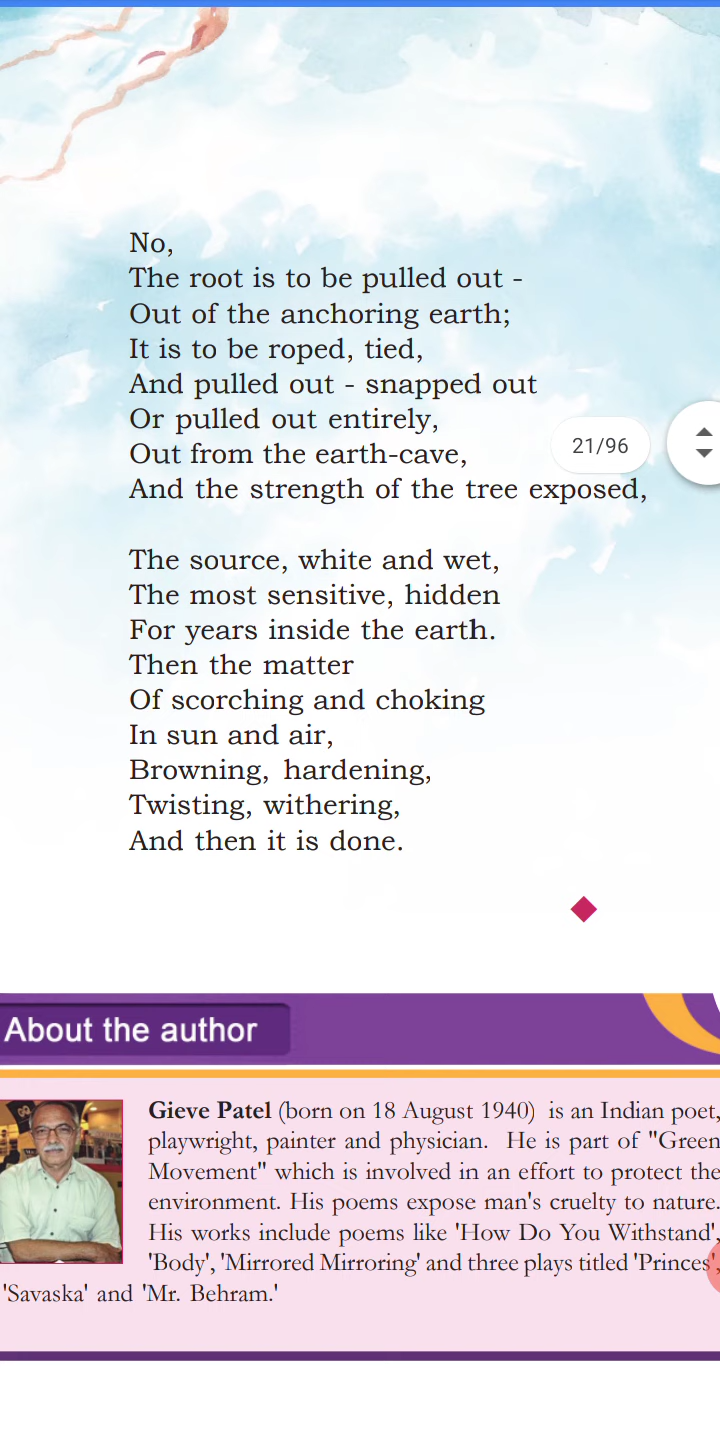 No,
The root is to be pulled out -
Out of the anchoring earth;
It is to be roped, tied,
And pulled out - snapped out
Or pulled out entirely,
Out from the earth-cave,
21/96
And the strength of the tree exposed,
The source, white and wet,
The most sensitive, hidden
For years inside the earth.
Then the matter
Of scorching and choking
In sun and air,
Browning, hardening,
Twisting, withering,
And then it is done.
About the author
Gieve Patel (born on 18 August 1940) is an Indian poet,
playwright, painter and physician. He is part of "Green
Movement" which is involved in an effort to protect the
environment. His poems expose man's cruelty to nature.
His works include poems like 'How Do You Withstand',
'Body', 'Mirrored Mirroring' and three plays titled 'Princes',
'Savaska' and 'Mr. Behram.'